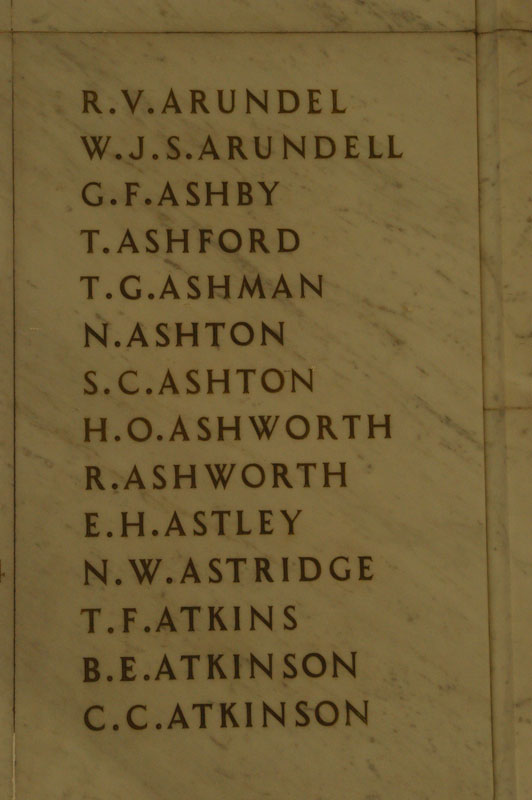 R.V.ARUNDEL
W.J.S.ARUNDELL
G.F.ASHBY
T.ASHFORD
T.G.ASHMAN
N.ASHTON
S.C.ASHTON
H.O.ASHWORTH
R.ASHWORTH
E.H.ASTLEY
N.W.ASTRIDGE
T.F.ATKINS
B.E.ATKINSON
C.C.ATKINSON